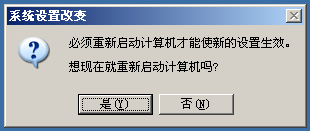 系统设置改变
必须重新启动计算机才能使新的设置生效。
想现在就重新启动计算机吗?
是(Y)
否(N)